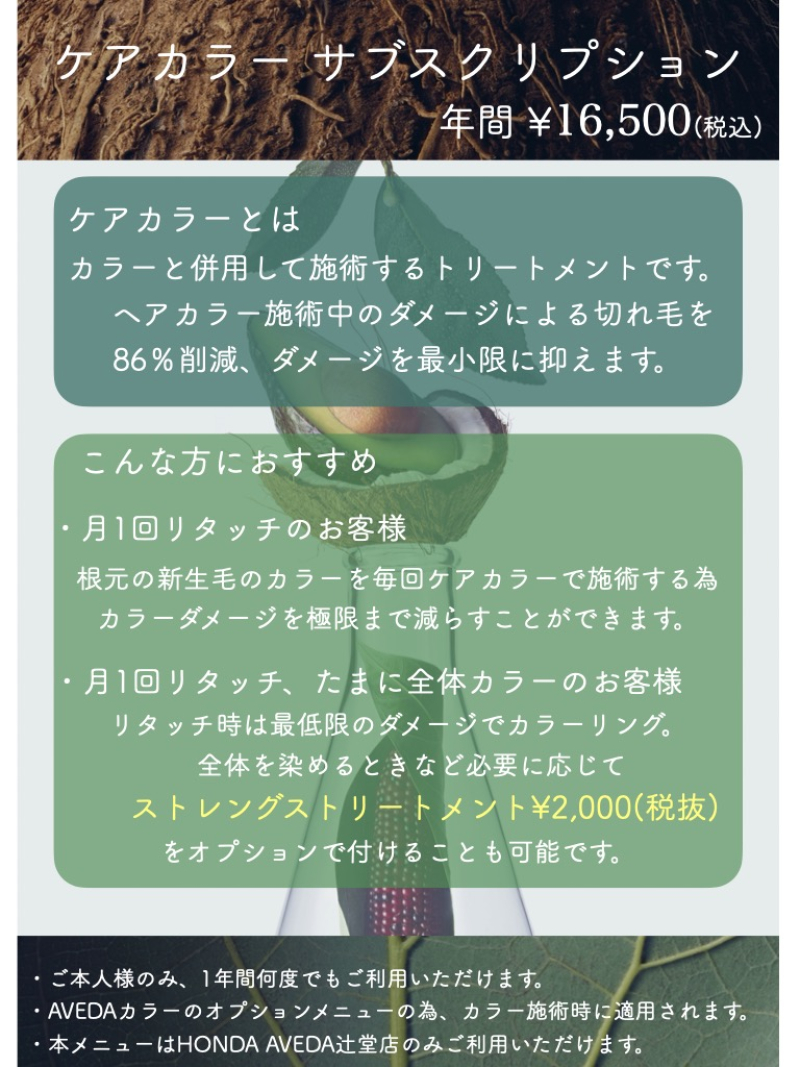 ケアカラー サブスクリプション
年間 ¥16,500(税込)
ケアカラーとは
カラーと併用して施術するトリートメントです。
ヘアカラー施術中のダメージによる切れ毛を
86%削減、ダメージを最小限に抑えます。
こんな方におすすめ
・月1回リタッチのお客様
根元の新生毛のカラーを毎回ケアカラーで施術する為
カラーダメージを極限まで減らすことができます。
・月1回リタッチ、たまに全体カラーのお客様
リタッチ時は最低限のダメージでカラーリング。
全体を染めるときなど必要に応じて
ストレングストリートメント¥2,000(税抜)
をオプションで付けることも可能です。
・ご本人様のみ、1年間何度でもご利用いただけます。
・AVEDAカラーのオプションメニューの為、カラー施術時に適用されます。
・本メニューはHONDA AVEDA辻堂店のみご利用いただけます。